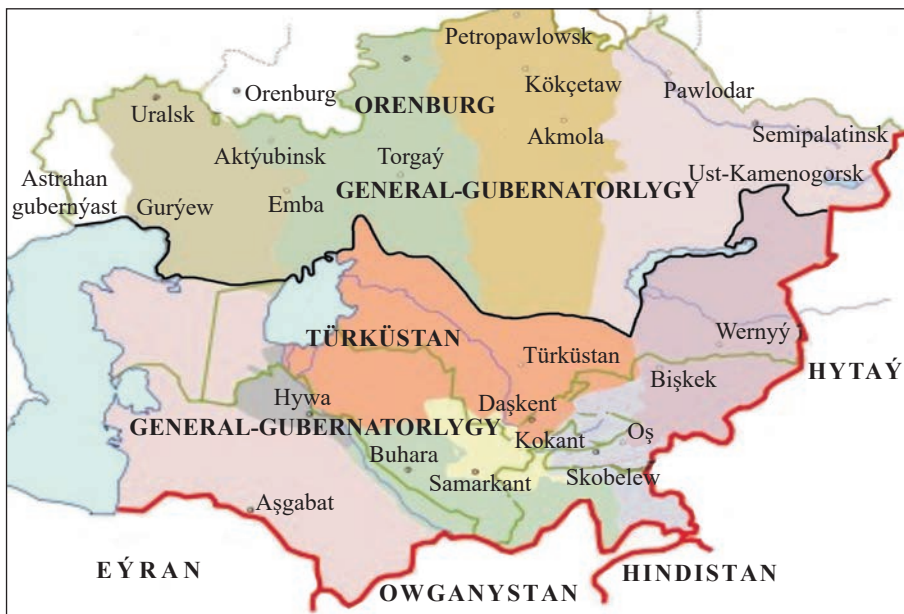 Petropawlowsk
Kökçetaw
Pawlodar
Orenburg
ORENBURG
Uralsk
Akmola
Semipalatinsk
Aktýubinsk
Torgaý
Ust-Kamenogorsk
Astrahan
gubernýast
GENERAL-GUBERNATORLYGY
Gurýew
Emba
TÜRKÜSTAN
Wernyý
Türküstan
HYTAÝ
Bişkek
Hywa
Daşkent
GENERAL-GUBERNATORLYGY
Kokant
Oş
Buhara
Samarkant
Skobelew
Aşgabat
EÝRAN
OWGANYSTAN
HINDISTAN